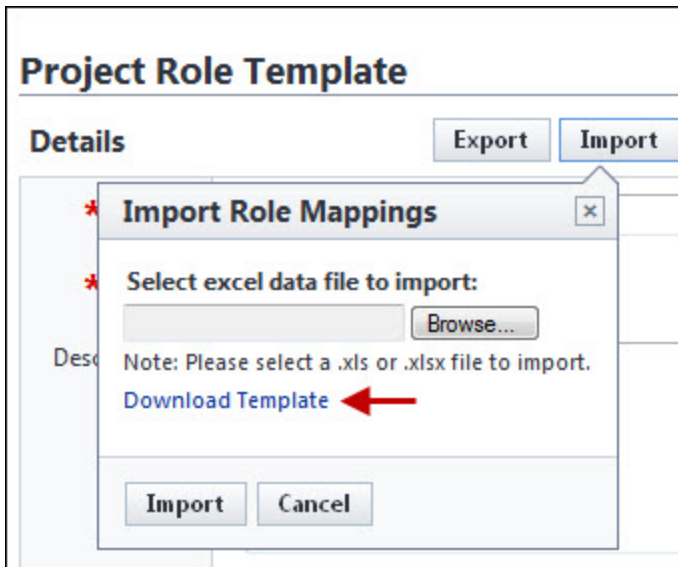 Project Role Template
Details
Export
Import
*
Import Role Mappings
*
Select excel data file to import:
Browse...
Desc
Note: Please select a .xls or .xlsx file to import.
Download Template
Import
Cancel